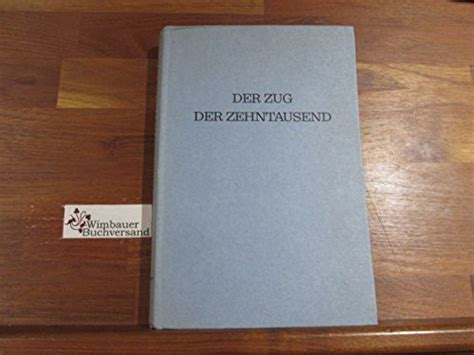 DER ZUG
DER ZEHNTAUSEND
Wimbauer
Buchversand